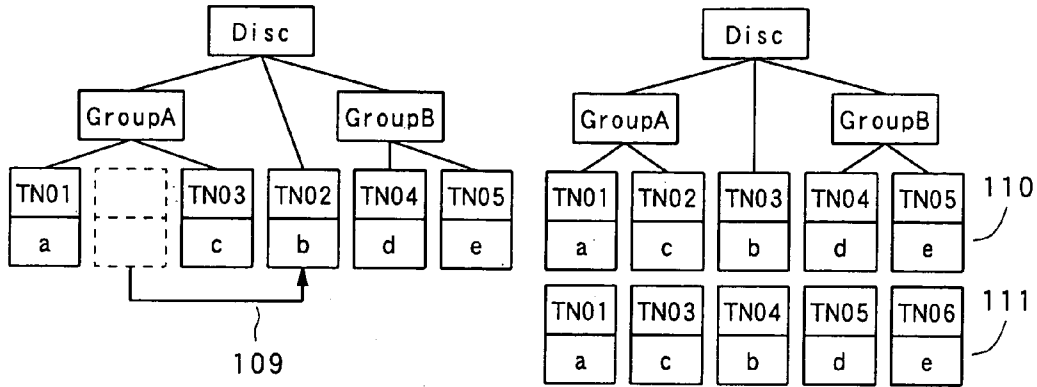 Disc
GroupA GroupB
TN01 TN03 TN02 TN04 TN05
a c b d e
109
Disc
GroupA GroupB
TN01 TN02 TN03 TN04 TN05 110
a c b d e
TN01 TN03 TN04 TN05 TN06 111
a c b d e